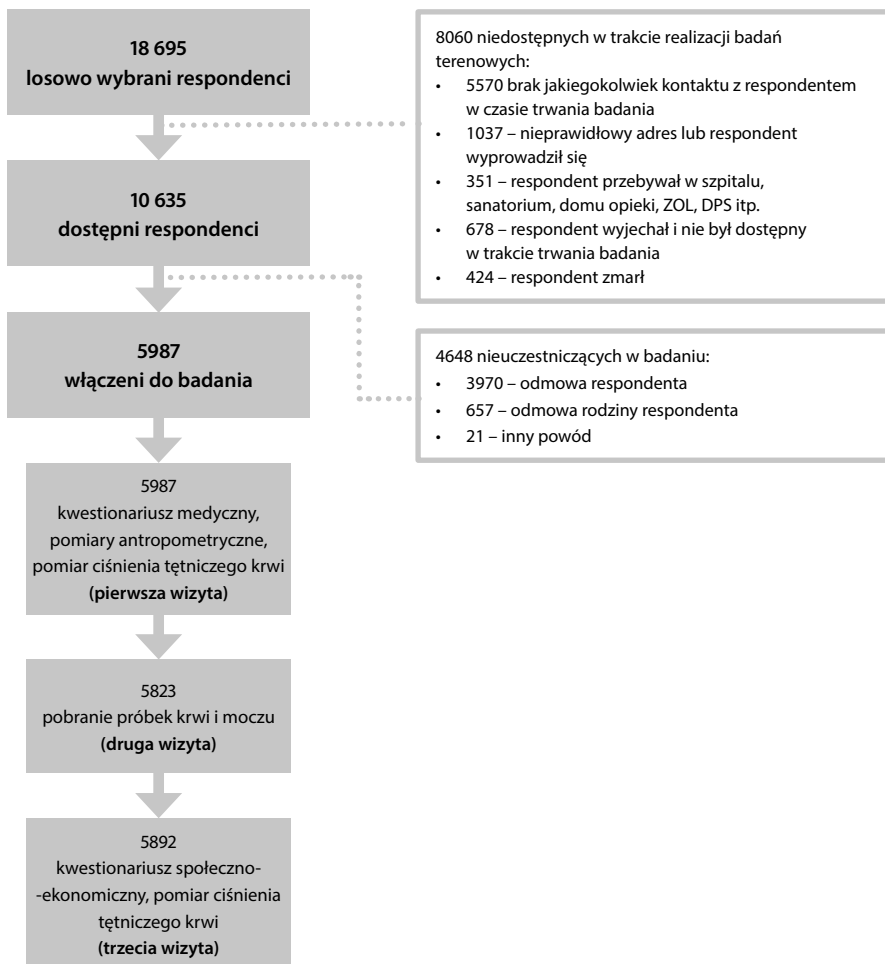 18 695
losowo wybrani respondenci
8060 niedostępnych w trakcie realizacji badań
terenowych:
• 5570 brak jakiegokolwiek kontaktu z respondentem
w czasie trwania badania
• 1037 – nieprawidłowy adres lub respondent
wyprowadził się
• 351 – respondent przebywał w szpitalu,
sanatorium, domu opieki, ZOL, DPS itp.
• 678 – respondent wyjechał i nie był dostępny
w trakcie trwania badania
• 424 – respondent zmarł
10 635
dostępni respondenci
4648 nieuczestniczących w badaniu:
• 3970 – odmowa respondenta
• 657 – odmowa rodziny respondenta
• 21 – inny powód
5987
włączeni do badania
5987
kwestionariusz medyczny,
pomiary antropometryczne,
pomiar ciśnienia tętniczego krwi
(pierwsza wizyta)
5823
pobranie próbek krwi i moczu
(druga wizyta)
5892
kwestionariusz społeczno-
-ekonomiczny, pomiar ciśnienia
tętniczego krwi
(trzecia wizyta)